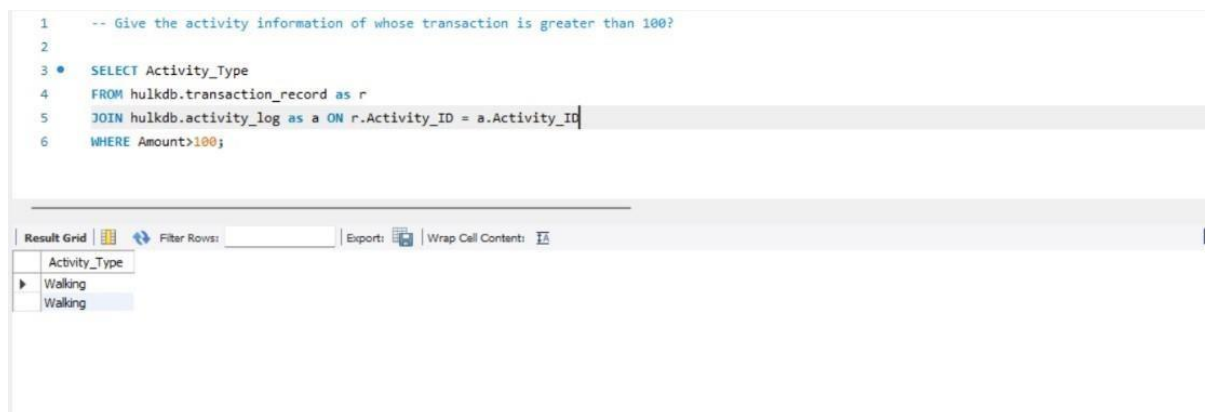 1 -- Give the activity information of whose transaction is greater than 100?
2
3 SELECT Activity_Type
4 FROM hulkdb.transaction_record as r
5 JOIN hulkdb.activity_log as a ON r.Activity_ID = a.Activity_ID
6 WHERE Amount>100;
Result Grid Filter Rows: Export: Wrap Cell Content: IA
Activity_Type
Walking
Walking